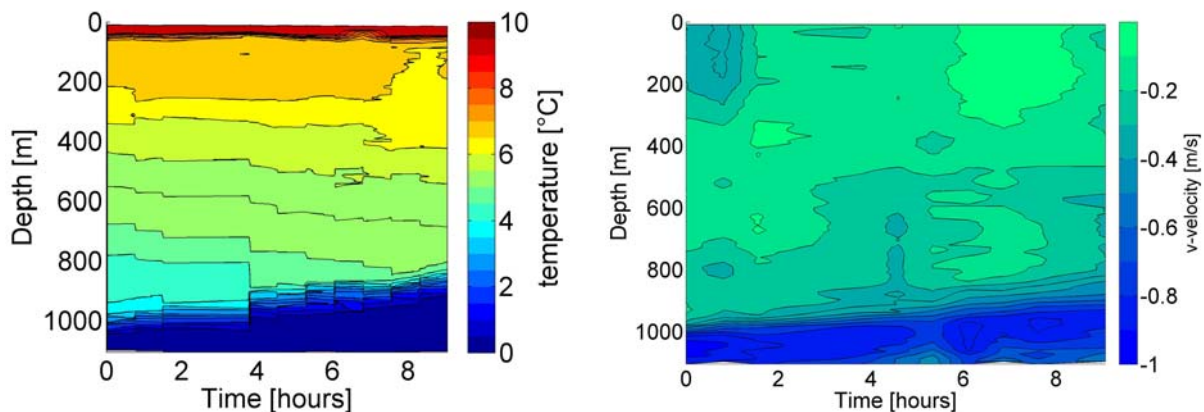 0
200
400
600
800
1000
Depth [m]
0 2 4 6 8
Time [hours]
10
8
6
4
2
0
temperature [°C]
0
200
400
600
800
1000
Depth [m]
0 2 4 6 8
Time [hours]
-0.2
-0.4
-0.6
-0.8
-1
v-velocity [m/s]